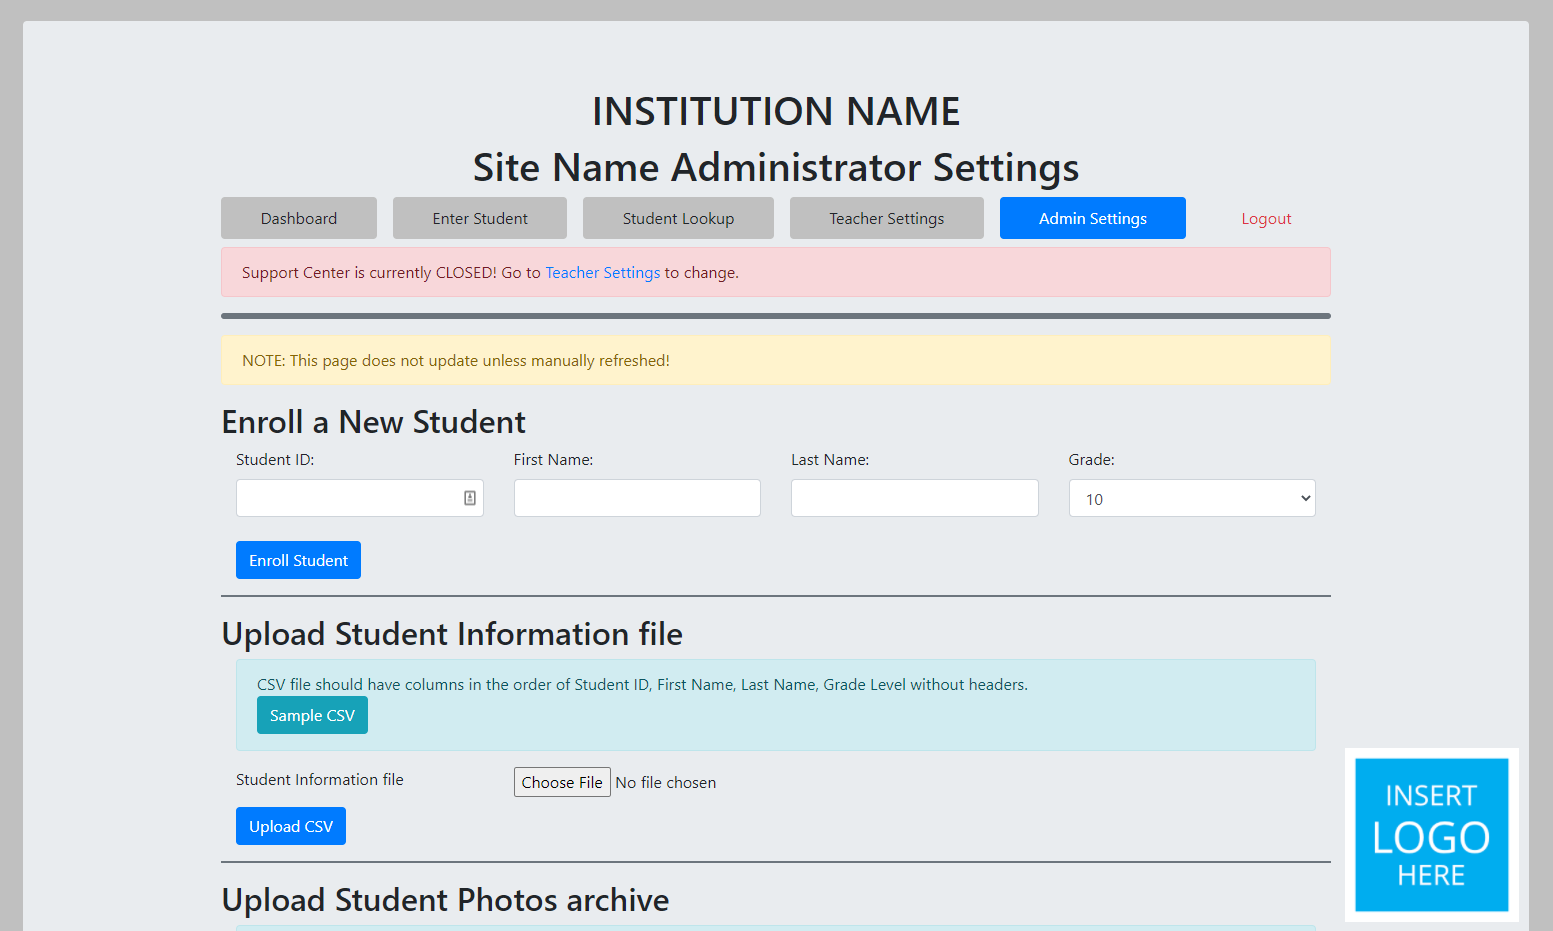 INSTITUTION NAME
Site Name Administrator Settings
Dashboard Enter Student Student Lookup Teacher Settings Admin Settings Logout
Support Center is currently CLOSED! Go to Teacher Settings to change.
NOTE: This page does not update unless manually refreshed!
Enroll a New Student
Student ID: First Name: Last Name: Grade:
10
Enroll Student
Upload Student Information file
CSV file should have columns in the order of Student ID, First Name, Last Name, Grade Level without headers.
Sample CSV
Student Information file Choose File No file chosen
Upload CSV
Upload Student Photos archive
INSERT
LOGO
HERE